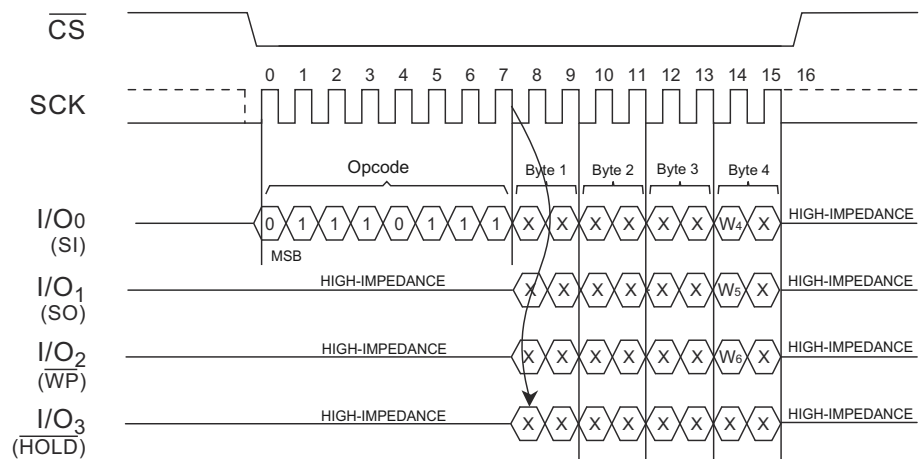 CS
0 1 2 3 4 5 6 7 8 9 10 11 12 13 14 15 16
SCK
Opcode Byte 1 Byte 2 Byte 3 Byte 4
I/O0 0 1 1 1 0 1 1 1 X X X X X X W4 X HIGH-IMPEDANCE
(SI)
MSB
I/O1 HIGH-IMPEDANCE X X X X X X W5 X HIGH-IMPEDANCE
(SO)
I/O2 HIGH-IMPEDANCE X X X X X X W6 X HIGH-IMPEDANCE
(WP)
I/O3 HIGH-IMPEDANCE X X X X X X X X HIGH-IMPEDANCE
(HOLD)